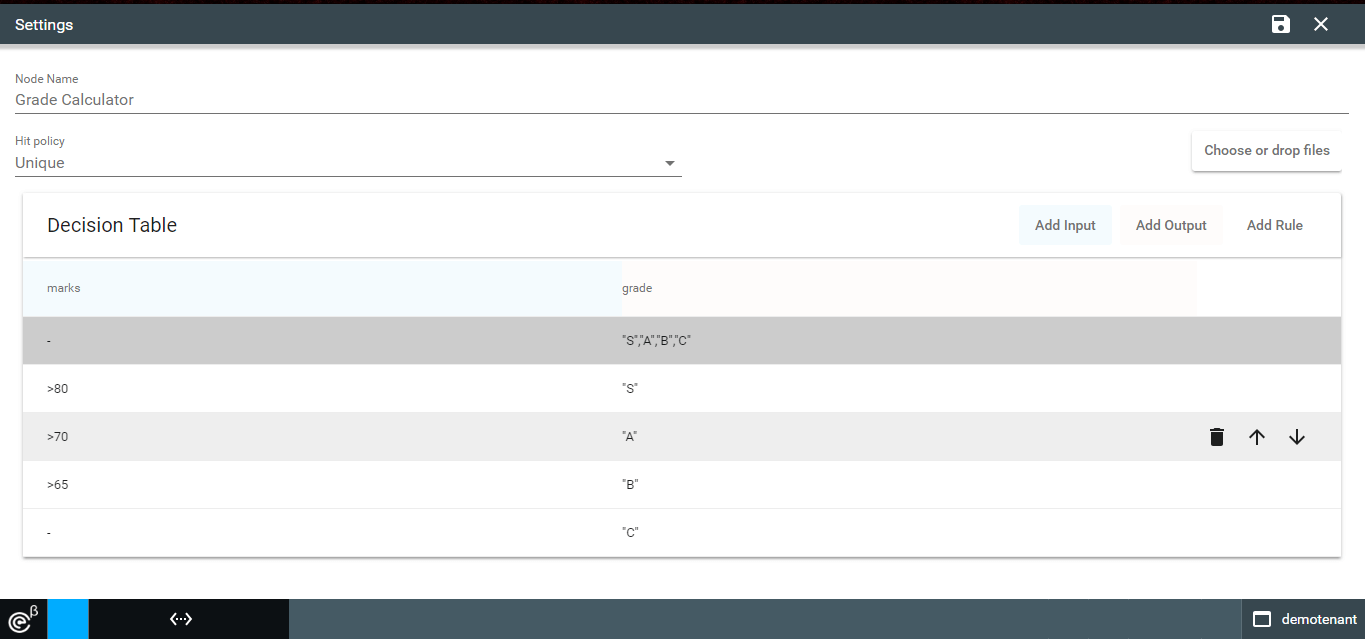 Settings
Node Name
Grade Calculator
Hit policy
Unique
Choose or drop files
Decision Table
Add Input
Add Output
Add Rule
marks
grade
-
"S","A","B","C"
>80
"S"
>70
"A"
>65
"B"
-
"C"
e β
demotenant